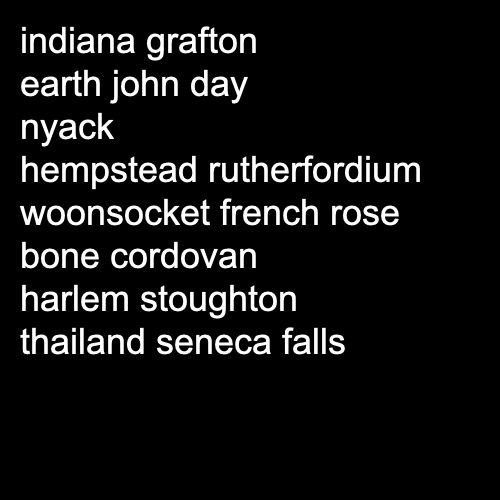 indiana grafton
earth john day
nyack
hempstead rutherfordium
woonsocket french rose
bone cordovan
harlem stoughton
thailand seneca falls